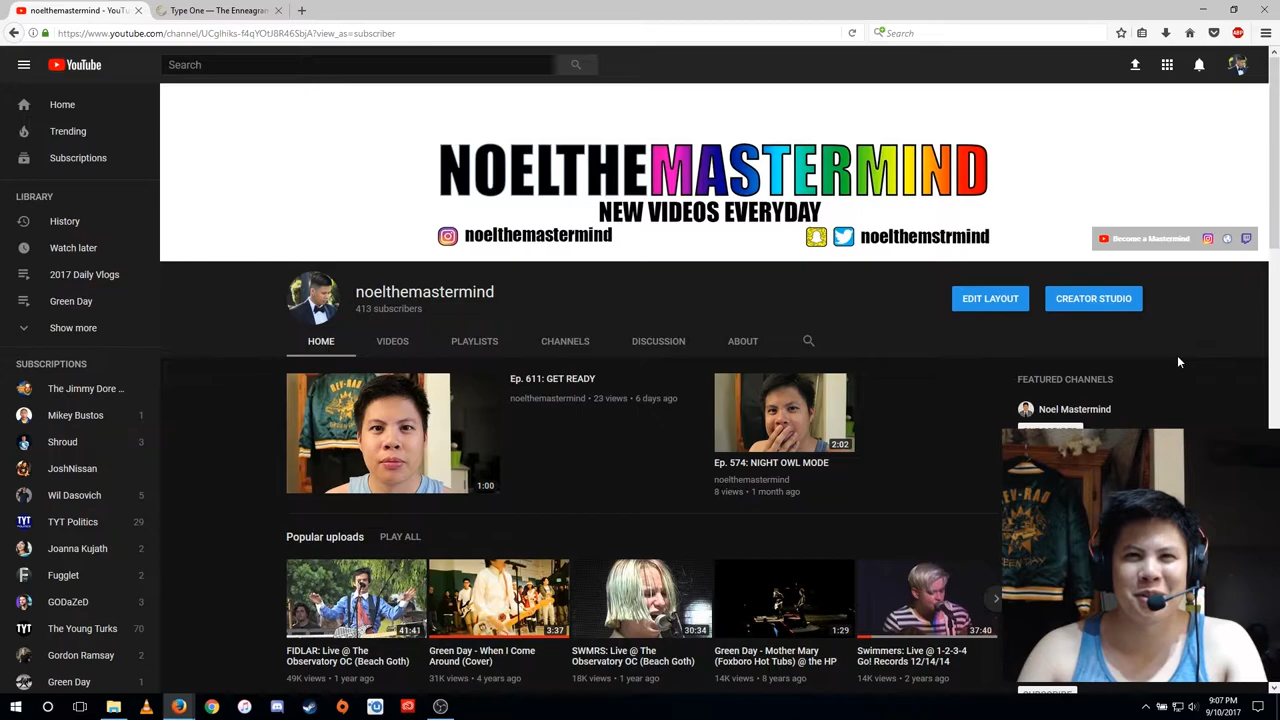 noelthemastermind - YouTu
Type One — The Enneagram
https://www.youtube.com/channel/UCglhiks-f4qYOtJ8R46SbjA?view_as=subscriber
Search
YouTube
Search
Home
Trending
Subscriptions
LIBRARY
History
Watch later
2017 Daily Vlogs
Green Day
Show more
SUBSCRIPTIONS
The Jimmy Dore ...
Mikey Bustos 1
Shroud 3
JoshNissan
Wil Dasovich 5
TYT Politics 29
Joanna Kujath 2
Fugglet 2
GODaZeD 3
The Young Turks 70
Gordon Ramsay 2
Green Day 1
NOELTHEMASTERMIND
NEW VIDEOS EVERYDAY
noelthemastermind
noelthemstrmind
Become a Mastermind
noelthemastermind
413 subscribers
EDIT LAYOUT
CREATOR STUDIO
HOME
VIDEOS
PLAYLISTS
CHANNELS
DISCUSSION
ABOUT
1:00
Ep. 611: GET READY
noelthemastermind • 23 views • 6 days ago
2:02
Ep. 574: NIGHT OWL MODE
noelthemastermind
8 views • 1 month ago
FEATURED CHANNELS
Noel Mastermind
Popular uploads
PLAY ALL
41:41
FIDLAR: Live @ The
Observatory OC (Beach Goth)
49K views • 1 year ago
3:37
Green Day - When I Come
Around (Cover)
31K views • 4 years ago
30:34
SWMRS: Live @ The
Observatory OC (Beach Goth)
18K views • 1 year ago
1:29
Green Day - Mother Mary
(Foxboro Hot Tubs) @ the HP
14K views • 8 years ago
37:40
Swimmers: Live @ 1-2-3-4
Go! Records 12/14/14
14K views • 2 years ago
GREEN DAY
SUBSCRIBE
9:07 PM
9/10/2017